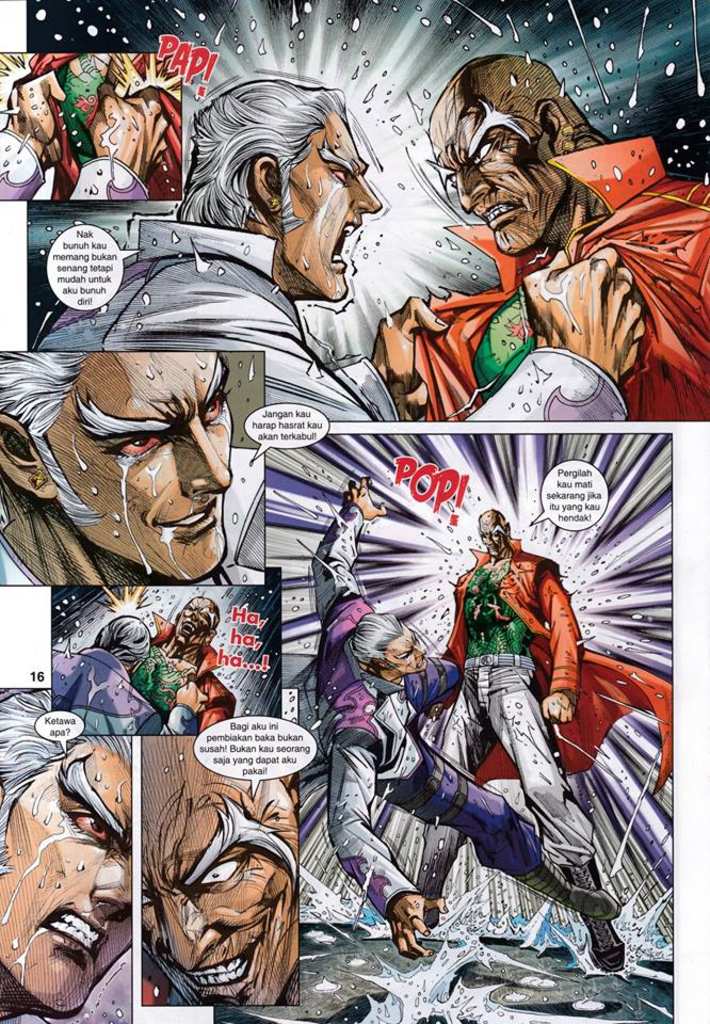 PAP!
Nak
bunuh kau
memang bukan
senang tetapi
mudah untuk
aku bunuh
diri!
Jangan kau
harap hasrat kau
akan terkabul!
Ha,
ha,
ha...!
16
Ketawa
apa?
Bagi aku ini
pembiakan baka bukan
susah! Bukan kau seorang
saja yang dapat aku
pakai!
POP!
Pergilah
kau mati
sekarang jika
itu yang kau
hendak!